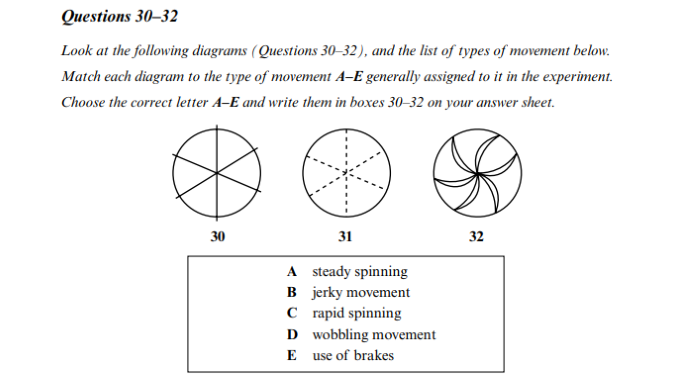 Questions 30–32
Look at the following diagrams (Questions 30–32), and the list of types of movement below.
Match each diagram to the type of movement A–E generally assigned to it in the experiment.
Choose the correct letter A–E and write them in boxes 30–32 on your answer sheet.
30 31 32
A steady spinning
B jerky movement
C rapid spinning
D wobbling movement
E use of brakes